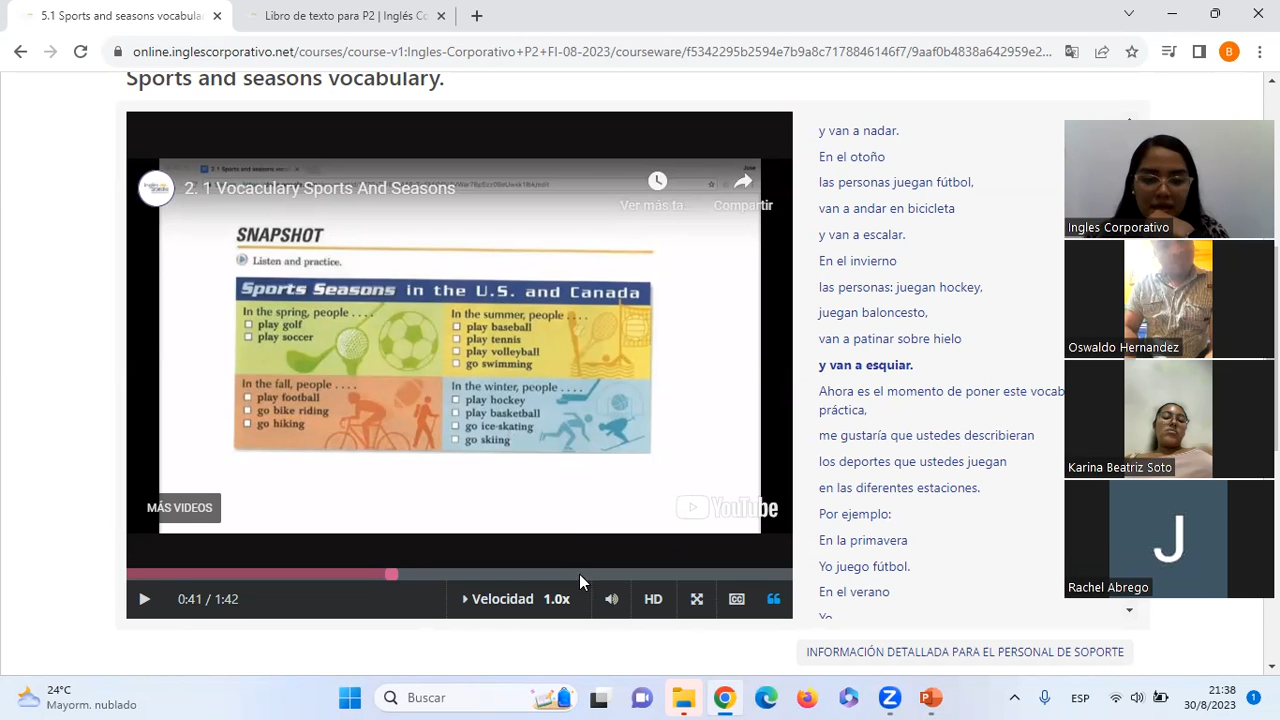 5.1 Sports and seasons vocabular
Libro de texto para P2 | Inglés Co
online.inglescorporativo.net/courses/course-v1:Ingles-Corporativo+P2+FI-08-2023/courseware/f5342295b2594e7b9a8c7178846146f7/9aaf0b4838a642959e2...
B
Sports and seasons vocabulary.
2. 1 Vocaculary Sports And Seasons
Ver más ta...
Compartir
SNAPSHOT
Listen and practice.
Sports Seasons in the U.S. and Canada
In the spring, people . . . .
play golf
play soccer
In the summer, people . . . .
play baseball
play tennis
play volleyball
go swimming
In the fall, people . . . .
play football
go bike riding
go hiking
In the winter, people . . . .
play hockey
play basketball
go ice-skating
go skiing
MÁS VIDEOS
YouTube
0:41 / 1:42
Velocidad 1.0x
HD
y van a nadar.
En el otoño
las personas juegan fútbol,
van a andar en bicicleta
y van a escalar.
En el invierno
las personas: juegan hockey,
juegan baloncesto,
van a patinar sobre hielo
y van a esquiar.
Ahora es el momento de poner este vocab
práctica,
me gustaría que ustedes describieran
los deportes que ustedes juegan
en las diferentes estaciones.
Por ejemplo:
En la primavera
Yo juego fútbol.
En el verano
Yo
INFORMACIÓN DETALLADA PARA EL PERSONAL DE SOPORTE
Ingles Corporativo
Oswaldo Hernandez
Karina Beatriz Soto
J
Rachel Abrego
24°C
Mayorm. nublado
Buscar
ESP
21:38
30/8/2023
1